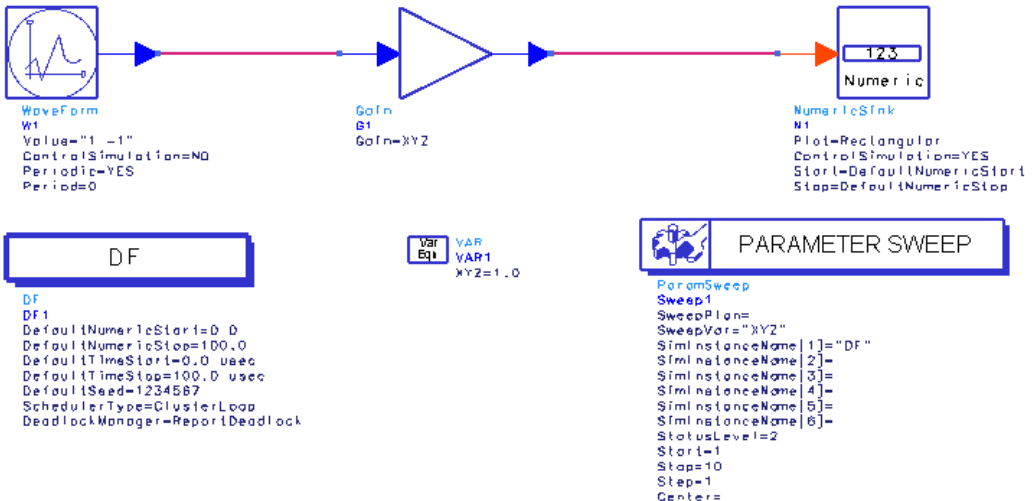 123
Numeric
WaveForm
W1
Value="1 -1"
ControlSimulation=NO
Periodic=YES
Period=0
Gain
G1
Gain=XYZ
NumericSink
N1
Plot=Rectangular
ControlSimulation=YES
Start=DefaultNumericStart
Stop=DefaultNumericStop
DF
DF
DF1
DefaultNumericStart=0.0
DefaultNumericStop=100.0
DefaultTimeStart=0.0 usec
DefaultTimeStop=100.0 usec
DefaultSeed=1234567
SchedulerType=ClusterLoop
DeadlockManager=ReportDeadlock
Var
Eqn
VAR
VAR1
XYZ=1.0
PARAMETER SWEEP
ParamSweep
Sweep1
SweepPlan=
SweepVar="XYZ"
SimInstanceName[1]="DF"
SimInstanceName[2]=
SimInstanceName[3]=
SimInstanceName[4]=
SimInstanceName[5]=
SimInstanceName[6]=
StatusLevel=2
Start=1
Stop=10
Step=1
Center=